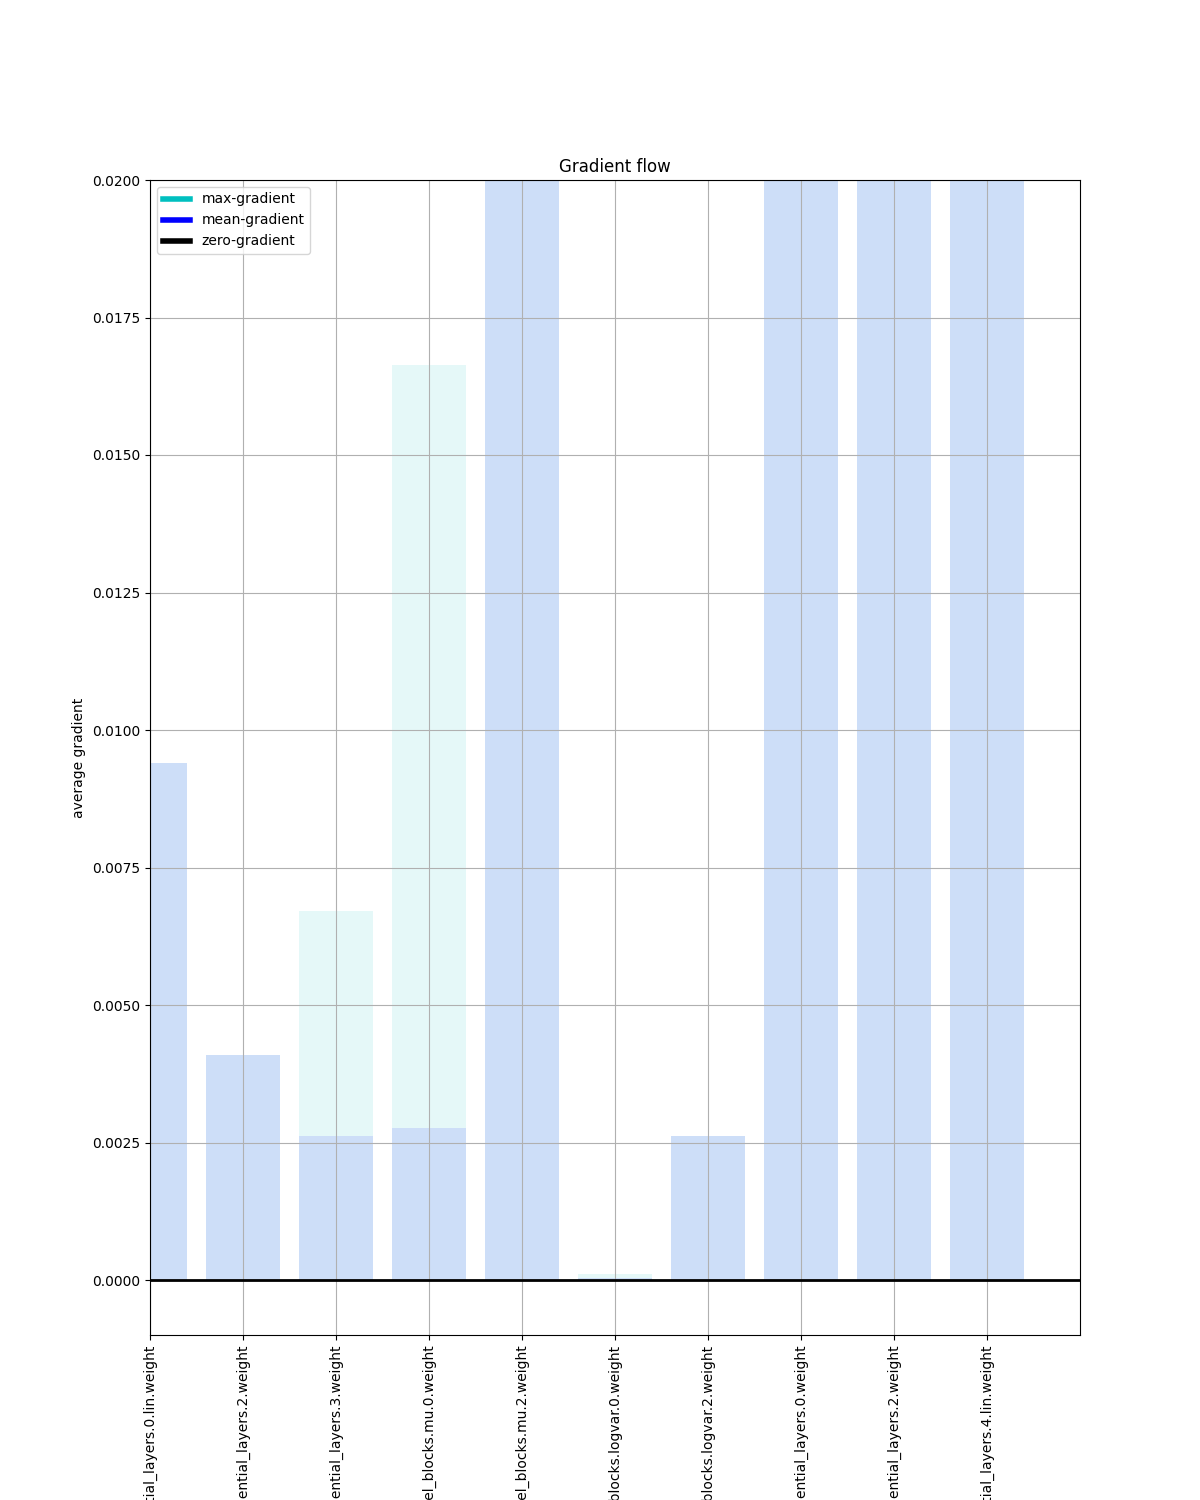 Gradient flow
max-gradient
mean-gradient
zero-gradient
average gradient
0.0200
0.0175
0.0150
0.0125
0.0100
0.0075
0.0050
0.0025
0.0000
tial_layers.0.lin.weight
ential_layers.2.weight
ential_layers.3.weight
el_blocks.mu.0.weight
el_blocks.mu.2.weight
blocks.logvar.0.weight
blocks.logvar.2.weight
ential_layers.0.weight
ential_layers.2.weight
tial_layers.4.lin.weight